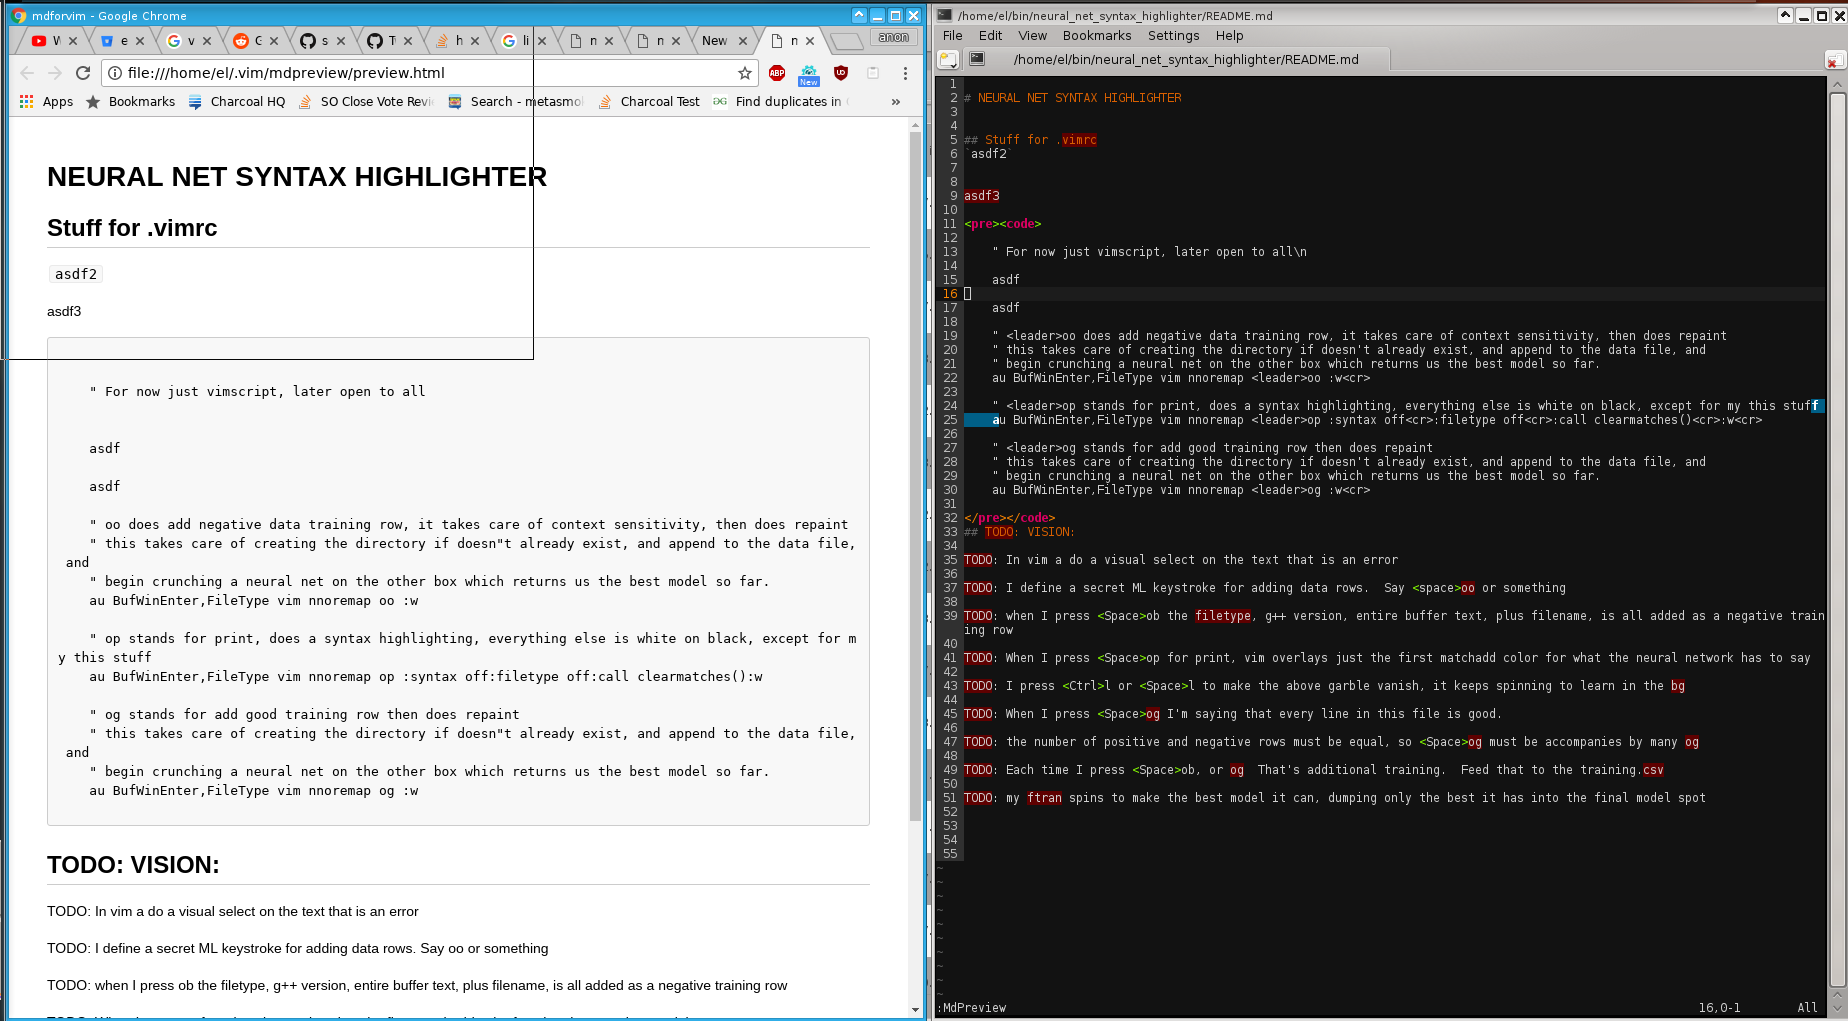 mdforvim - Google Chrome
e
v
s
h
li
n
n
New
n
anon
file:///home/el/.vim/mdpreview/preview.html
ABP
New
Apps
Bookmarks
Charcoal HQ
SO Close Vote Revi
Search - metasmo
Charcoal Test
Find duplicates in
»
NEURAL NET SYNTAX HIGHLIGHTER
Stuff for .vimrc
asdf2
asdf3
" For now just vimscript, later open to all
asdf
asdf
" oo does add negative data training row, it takes care of context sensitivity, then does repaint
" this takes care of creating the directory if doesn"t already exist, and append to the data file,
and
" begin crunching a neural net on the other box which returns us the best model so far.
au BufWinEnter,FileType vim nnoremap oo :w
" op stands for print, does a syntax highlighting, everything else is white on black, except for m
y this stuff
au BufWinEnter,FileType vim nnoremap op :syntax off:filetype off:call clearmatches():w
" og stands for add good training row then does repaint
" this takes care of creating the directory if doesn"t already exist, and append to the data file,
and
" begin crunching a neural net on the other box which returns us the best model so far.
au BufWinEnter,FileType vim nnoremap og :w
TODO: VISION:
TODO: In vim a do a visual select on the text that is an error
TODO: I define a secret ML keystroke for adding data rows. Say oo or something
TODO: when I press ob the filetype, g++ version, entire buffer text, plus filename, is all added as a negative training row
/home/el/bin/neural_net_syntax_highlighter/README.md
File Edit View Bookmarks Settings Help
/home/el/bin/neural_net_syntax_highlighter/README.md
1
2 # NEURAL NET SYNTAX HIGHLIGHTER
3
4
5 ## Stuff for .vimrc
6 `asdf2`
7
8
9 asdf3
10
11 <pre><code>
12
13 " For now just vimscript, later open to all\n
14
15 asdf
16
17 asdf
18
19 " <leader>oo does add negative data training row, it takes care of context sensitivity, then does repaint
20 " this takes care of creating the directory if doesn't already exist, and append to the data file, and
21 " begin crunching a neural net on the other box which returns us the best model so far.
22 au BufWinEnter,FileType vim nnoremap <leader>oo :w<cr>
23
24 " <leader>op stands for print, does a syntax highlighting, everything else is white on black, except for my this stuff
25 au BufWinEnter,FileType vim nnoremap <leader>op :syntax off<cr>:filetype off<cr>:call clearmatches()<cr>:w<cr>
26
27 " <leader>og stands for add good training row then does repaint
28 " this takes care of creating the directory if doesn't already exist, and append to the data file, and
29 " begin crunching a neural net on the other box which returns us the best model so far.
30 au BufWinEnter,FileType vim nnoremap <leader>og :w<cr>
31
32 </pre></code>
33 ## TODO: VISION:
34
35 TODO: In vim a do a visual select on the text that is an error
36
37 TODO: I define a secret ML keystroke for adding data rows.  Say <space>oo or something
38
39 TODO: when I press <Space>ob the filetype, g++ version, entire buffer text, plus filename, is all added as a negative train
ing row
40
41 TODO: When I press <Space>op for print, vim overlays just the first matchadd color for what the neural network has to say
42
43 TODO: I press <Ctrl>l or <Space>l to make the above garble vanish, it keeps spinning to learn in the bg
44
45 TODO: When I press <Space>og I'm saying that every line in this file is good.
46
47 TODO: the number of positive and negative rows must be equal, so <Space>og must be accompanies by many og
48
49 TODO: Each time I press <Space>ob, or og  That's additional training.  Feed that to the training.csv
50
51 TODO: my ftran spins to make the best model it can, dumping only the best it has into the final model spot
52
53
54
55
~
~
~
~
~
~
~
~
~
~
:MdPreview 16,0-1 All